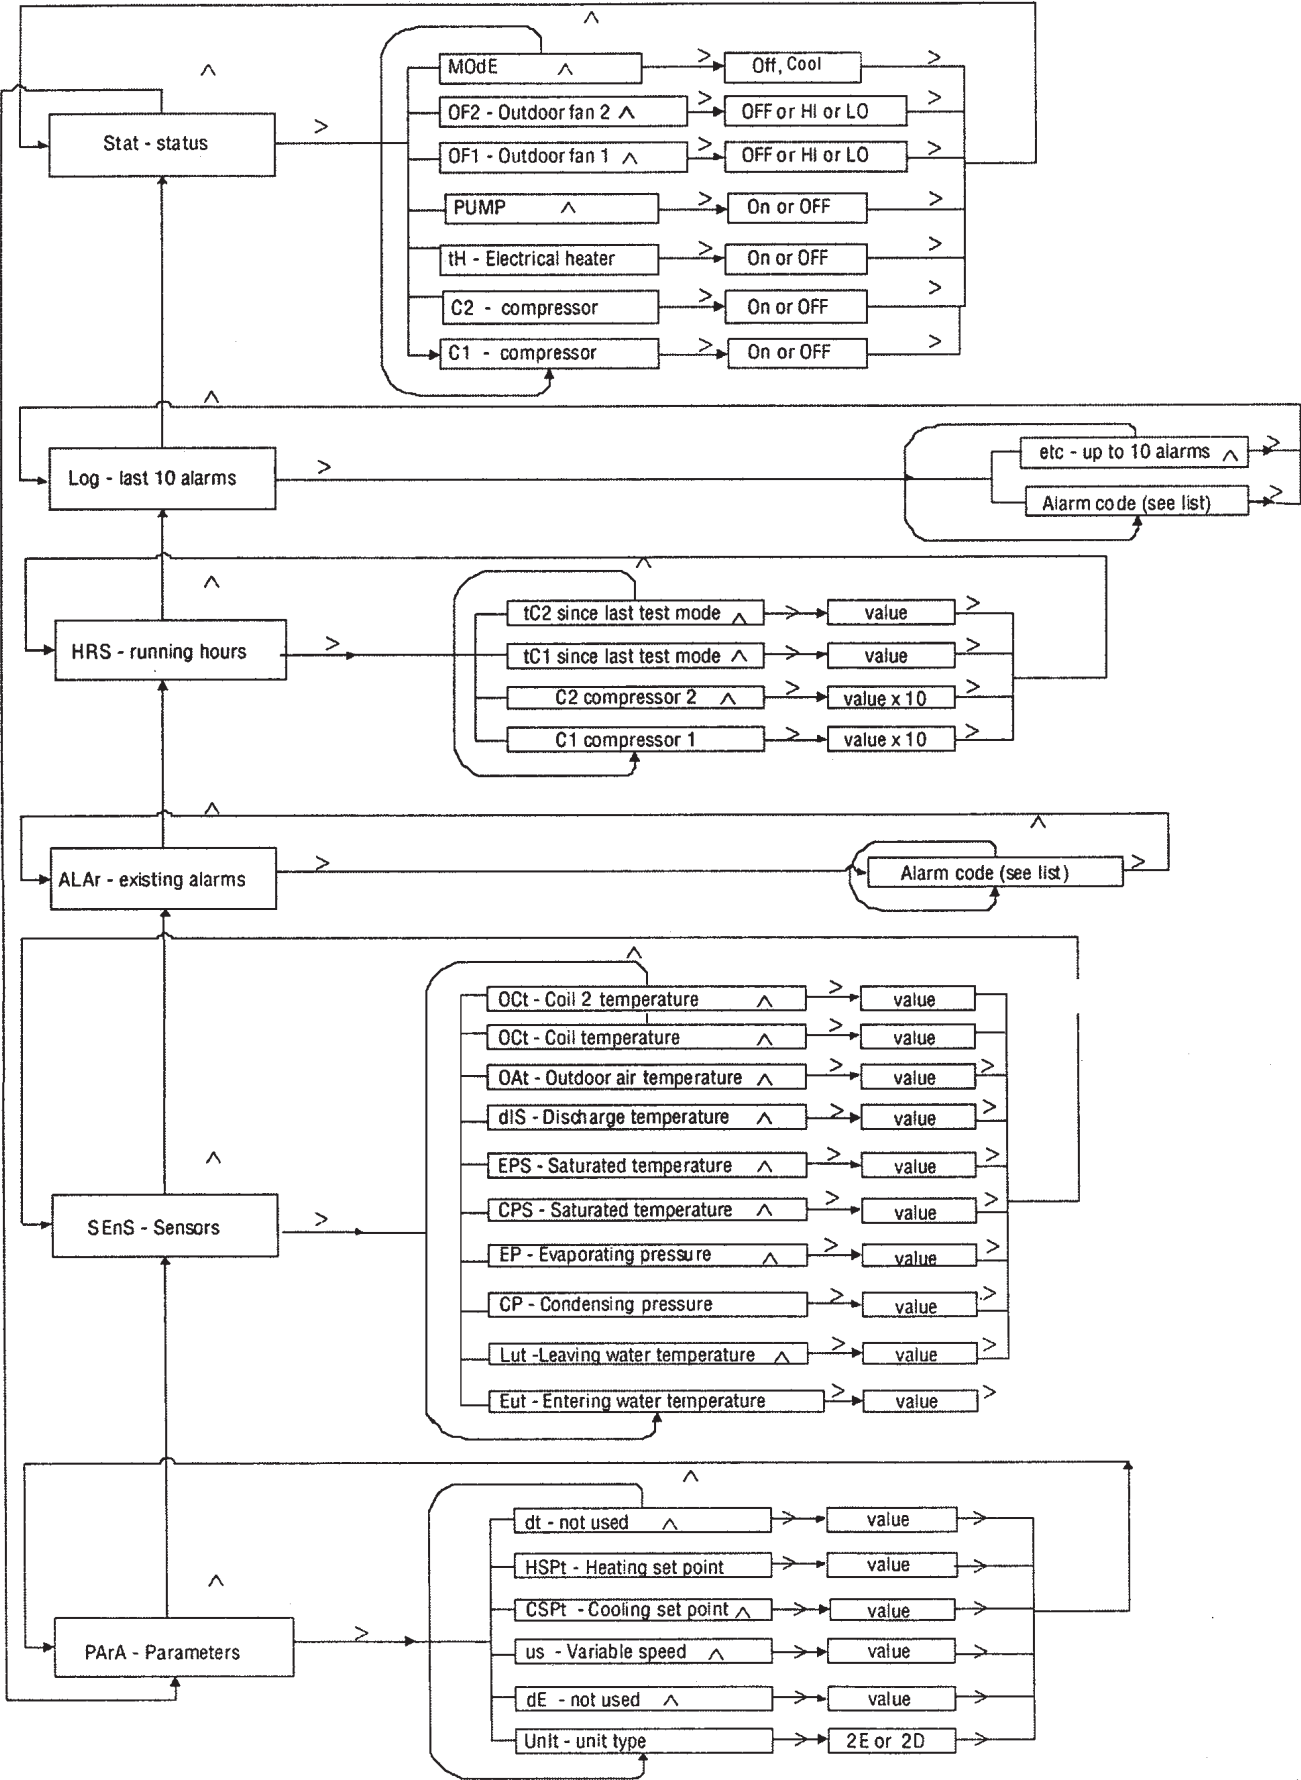 MOdE ^ > Off, Cool >
OF2 - Outdoor fan 2 ^ > OFF or HI or LO >
Stat - status >
OF1 - Outdoor fan 1 ^ > OFF or HI or LO >
PUMP ^ > On or OFF >
tH - Electrical heater > On or OFF >
C2 - compressor > On or OFF >
C1 - compressor > On or OFF >
etc - up to 10 alarms ^ >
Log - last 10 alarms >
Alarm code (see list) >
tC2 since last test mode ^ > value >
HRS - running hours >
tC1 since last test mode ^ > value >
C2 compressor 2 ^ > value x 10 >
C1 compressor 1 > value x 10 >
ALAr - existing alarms >
Alarm code (see list) >
OCt - Coil 2 temperature ^ > value
OCt - Coil temperature ^ > value
OAt - Outdoor air temperature ^ > value >
dIS - Discharge temperature ^ > value >
EPS - Saturated temperature ^ > value >
CPS - Saturated temperature ^ > value >
SEnS - Sensors >
EP - Evaporating pressure ^ > value >
CP - Condensing pressure > value >
Lut -Leaving water temperature ^ > value >
Eut - Entering water temperature > value >
dt - not used ^ > value >
HSPt - Heating set point > value >
CSPt - Cooling set point ^ > value >
PArA - Parameters >
us - Variable speed ^ > value >
dE - not used ^ > value >
UnIt - unit type > 2E or 2D >